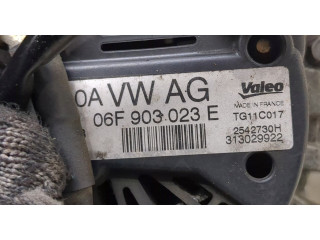 0A VW AG
06F 903 023 E
Valeo
MADE IN FRANCE
TG11C017
2542730H
313029922